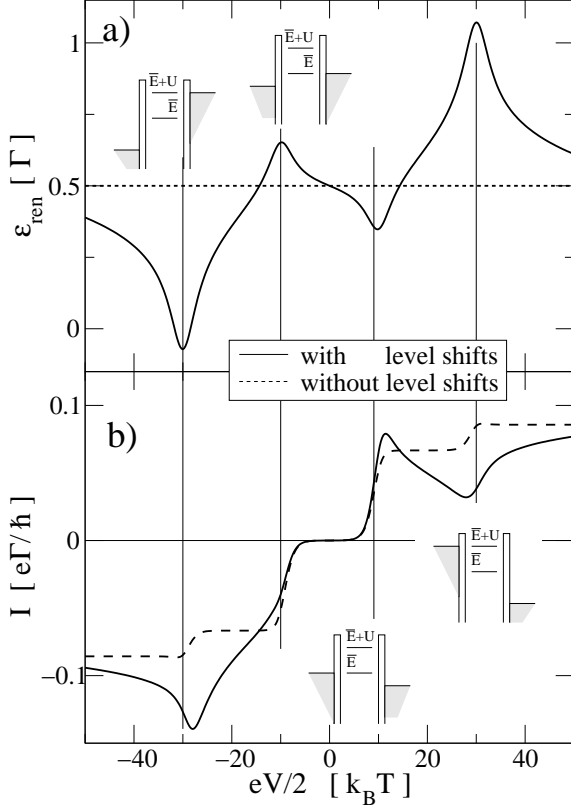 a)
E̅+U
E̅
E̅+U
E̅
1
0.5
0
ε_ren [ Γ ]
with level shifts
without level shifts
b)
0.1
0
−0.1
I [ eΓ/ℏ ]
E̅+U
E̅
E̅+U
E̅
−40 −20 0 20 40
eV/2 [ k_BT ]